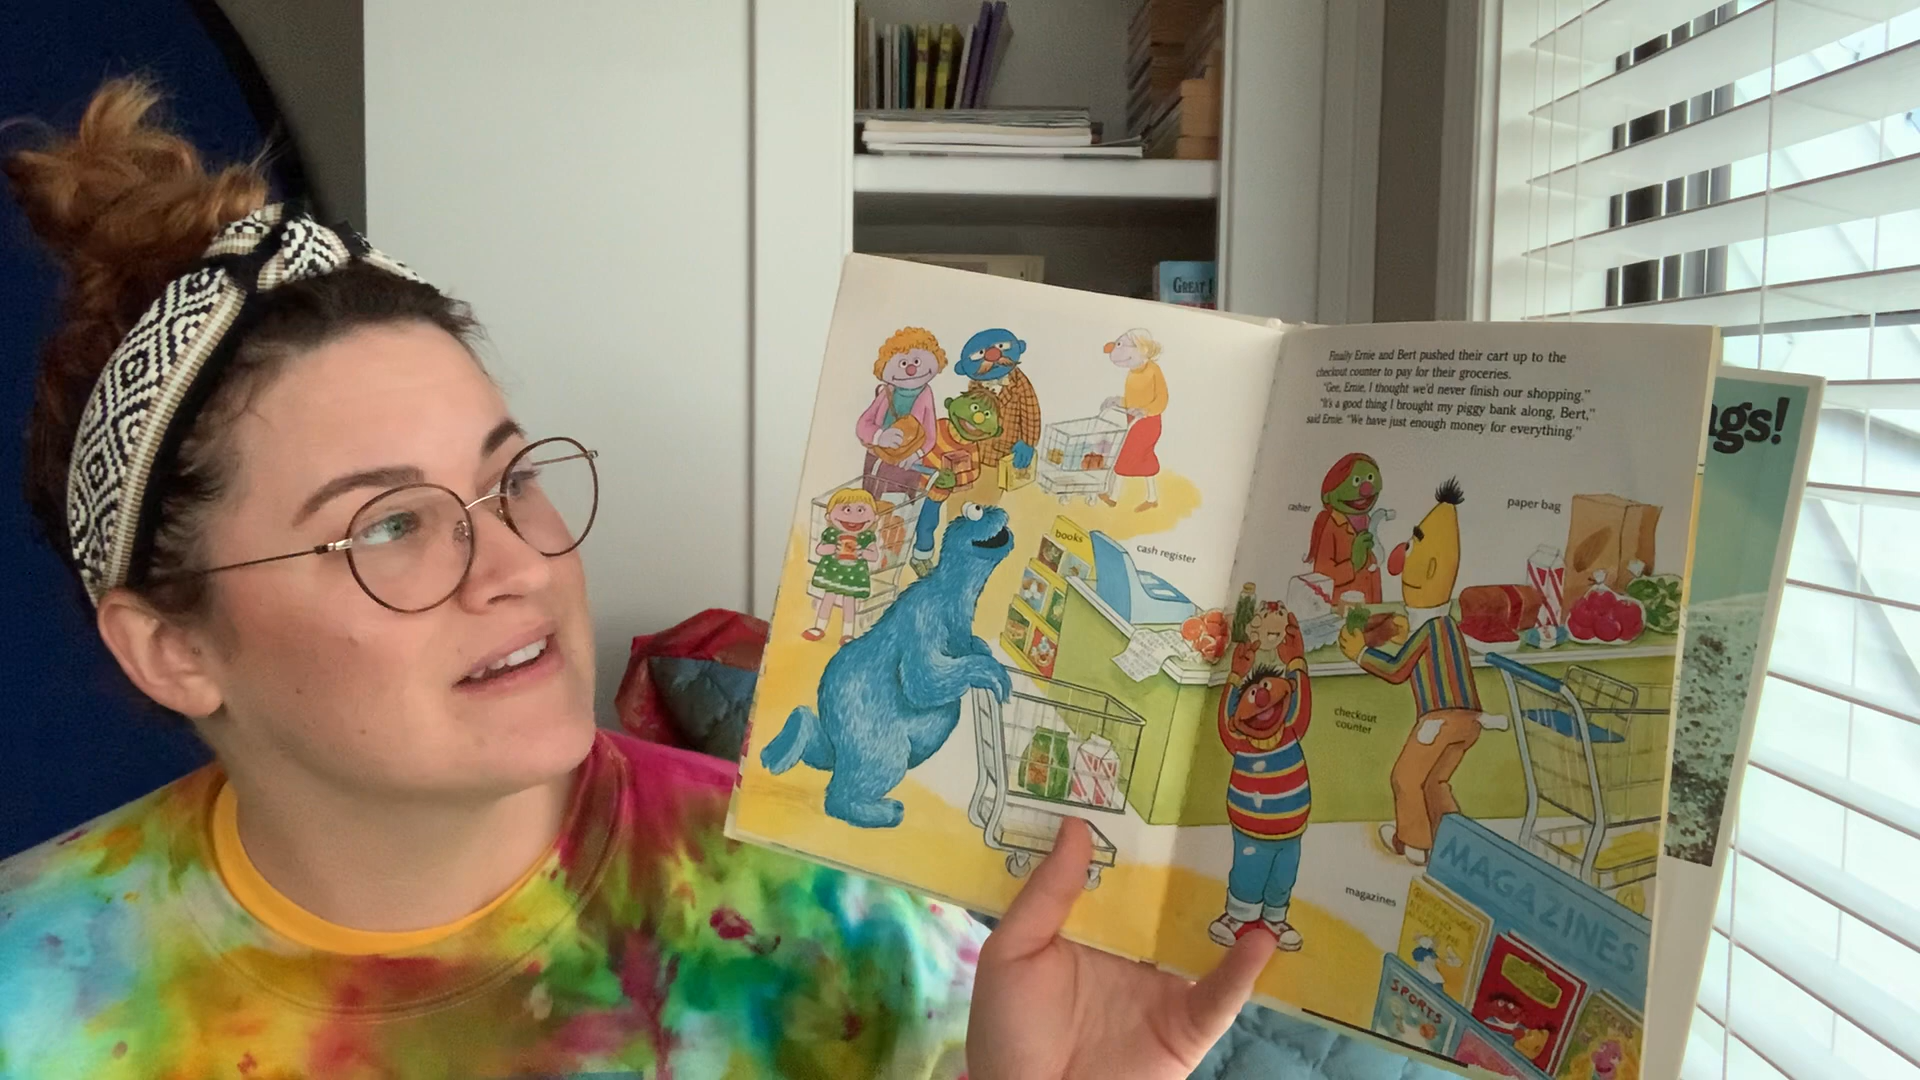 GREAT
ags!
Finally Ernie and Bert pushed their cart up to the
checkout counter to pay for their groceries.
"Gee, Ernie, I thought we'd never finish our shopping."
"It's a good thing I brought my piggy bank along, Bert,"
said Ernie. "We have just enough money for everything."
books
cash register
cashier
paper bag
checkout
counter
magazines
MAGAZINES
SPORTS